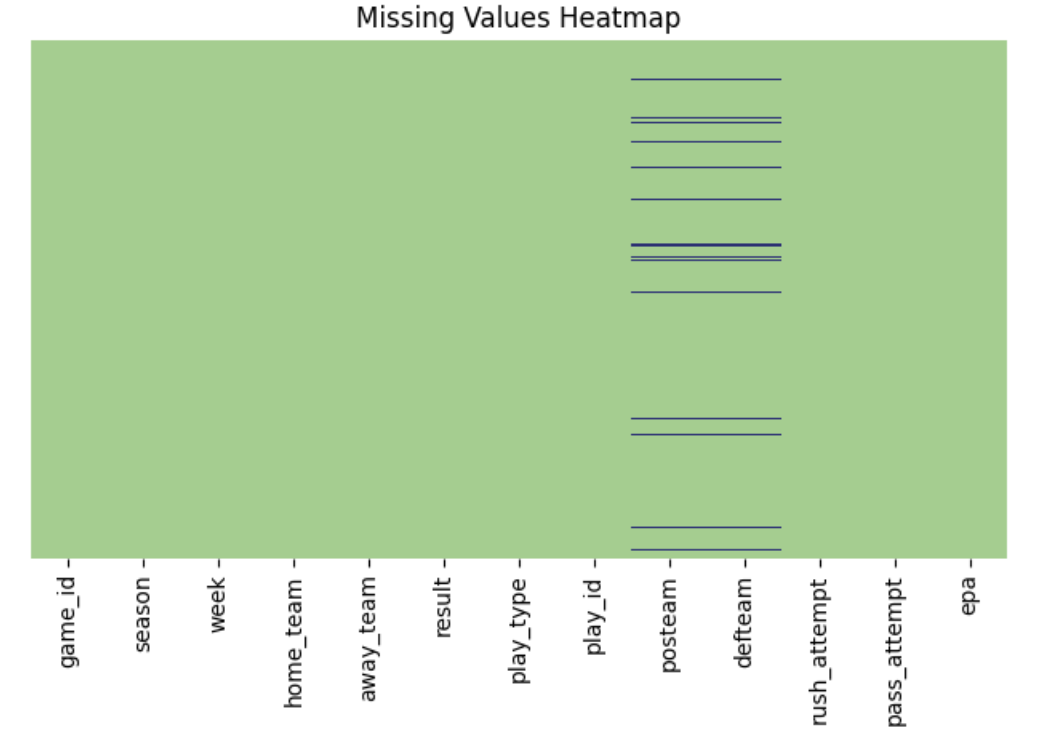 Missing Values Heatmap
game_id
season
week
home_team
away_team
result
play_type
play_id
posteam
defteam
rush_attempt
pass_attempt
epa